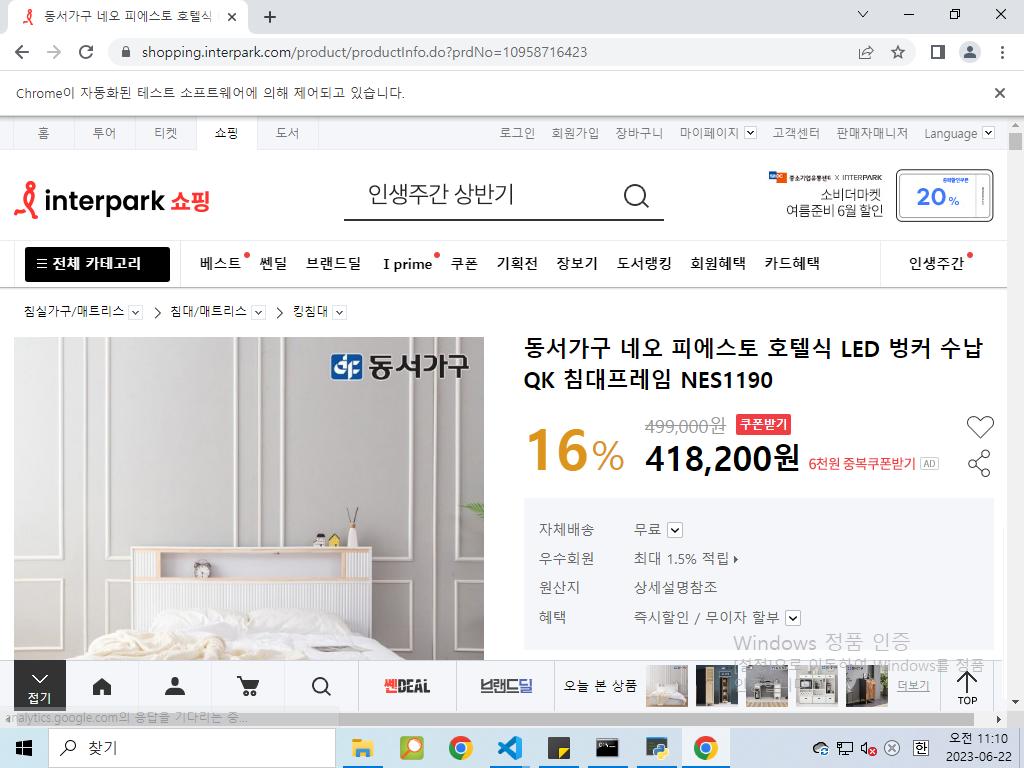 동서가구 네오 피에스토 호텔식
shopping.interpark.com/product/productInfo.do?prdNo=10958716423
Chrome이 자동화된 테스트 소프트웨어에 의해 제어되고 있습니다.
홈 투어 티켓 쇼핑 도서 로그인 회원가입 장바구니 마이페이지 고객센터 판매자매니저 Language
interpark 쇼핑 인생주간 상반기
중소기업유통센터 X INTERPARK
소비더마켓
여름준비 6월 할인
20%
전체 카테고리 베스트 쎈딜 브랜드딜 I prime 쿠폰 기획전 장보기 도서랭킹 회원혜택 카드혜택 인생주간
침실가구/매트리스 침대/매트리스 킹침대
동서가구
동서가구 네오 피에스토 호텔식 LED 벙커 수납
QK 침대프레임 NES1190
16%
499,000원 쿠폰받기
418,200원 6천원 중복쿠폰받기 AD
자체배송 무료
우수회원 최대 1.5% 적립
원산지 상세설명참조
혜택 즉시할인 / 무이자 할부
Windows 정품 인증
[설정]으로 이동하여 Windows를 정품
접기 쎈DEAL 브랜드딜 오늘 본 상품 더보기 TOP
analytics.google.com의 응답을 기다리는 중...
찾기
한
오전 11:10
2023-06-22